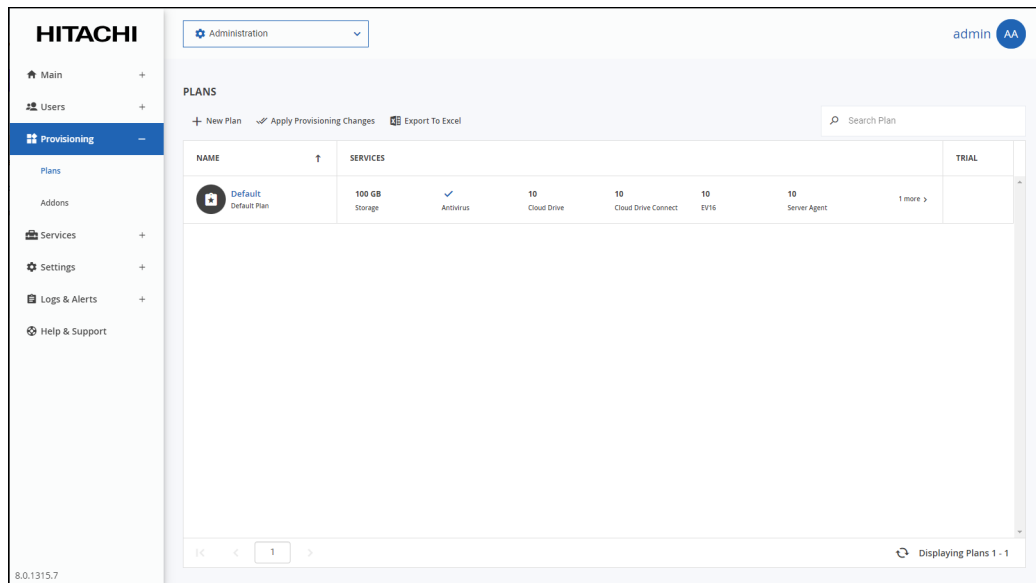 HITACHI
Administration
admin AA
Main
Users
Provisioning
Plans
Addons
Services
Settings
Logs & Alerts
Help & Support
8.0.1315.7
PLANS
New Plan Apply Provisioning Changes Export To Excel
Search Plan
NAME SERVICES TRIAL
Default
Default Plan
100 GB
Storage
Antivirus
10
Cloud Drive
10
Cloud Drive Connect
10
EV16
10
Server Agent
1 more
1
Displaying Plans 1 - 1